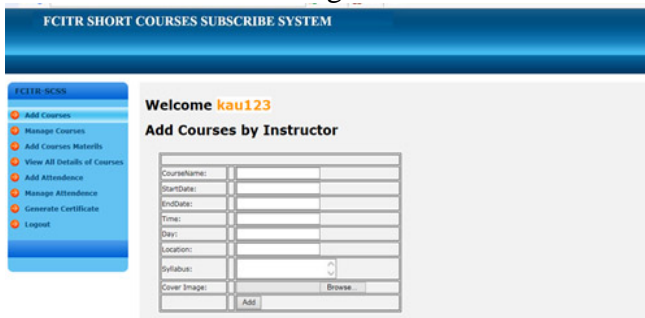 FCITR SHORT COURSES SUBSCRIBE SYSTEM
FCITR-SCSS
Add Courses
Manage Courses
Add Courses Materils
View All Details of Courses
Add Attendence
Manage Attendence
Generate Certificate
Logout
Welcome kau123
Add Courses by Instructor
CourseName:
StartDate:
EndDate:
Time:
Day:
Location:
Syllabus:
Cover Image: Browse...
Add